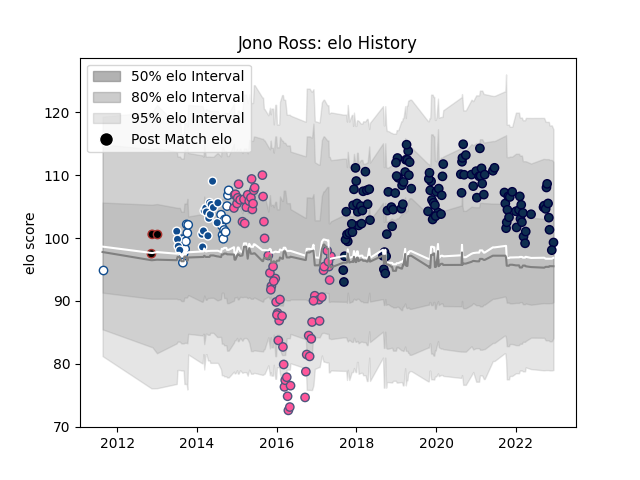 Jono Ross: elo History
50% elo Interval
80% elo Interval
95% elo Interval
Post Match elo
elo score
120
110
100
90
80
70
2012 2014 2016 2018 2020 2022